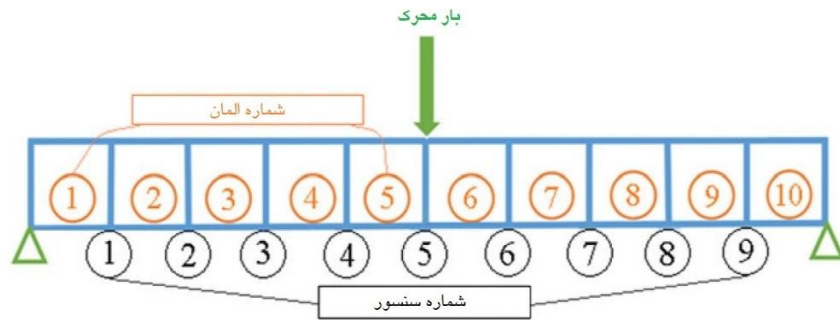 بار محرک
شماره المان
1 2 3 4 5 6 7 8 9 10
1 2 3 4 5 6 7 8 9
شماره سنسور